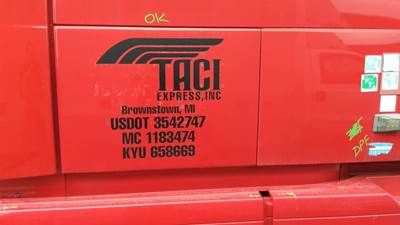 OK
TACI
EXPRESS, INC
Brownstown, MI
USDOT 3542747
MC 1183474
KYU 658669
DPF